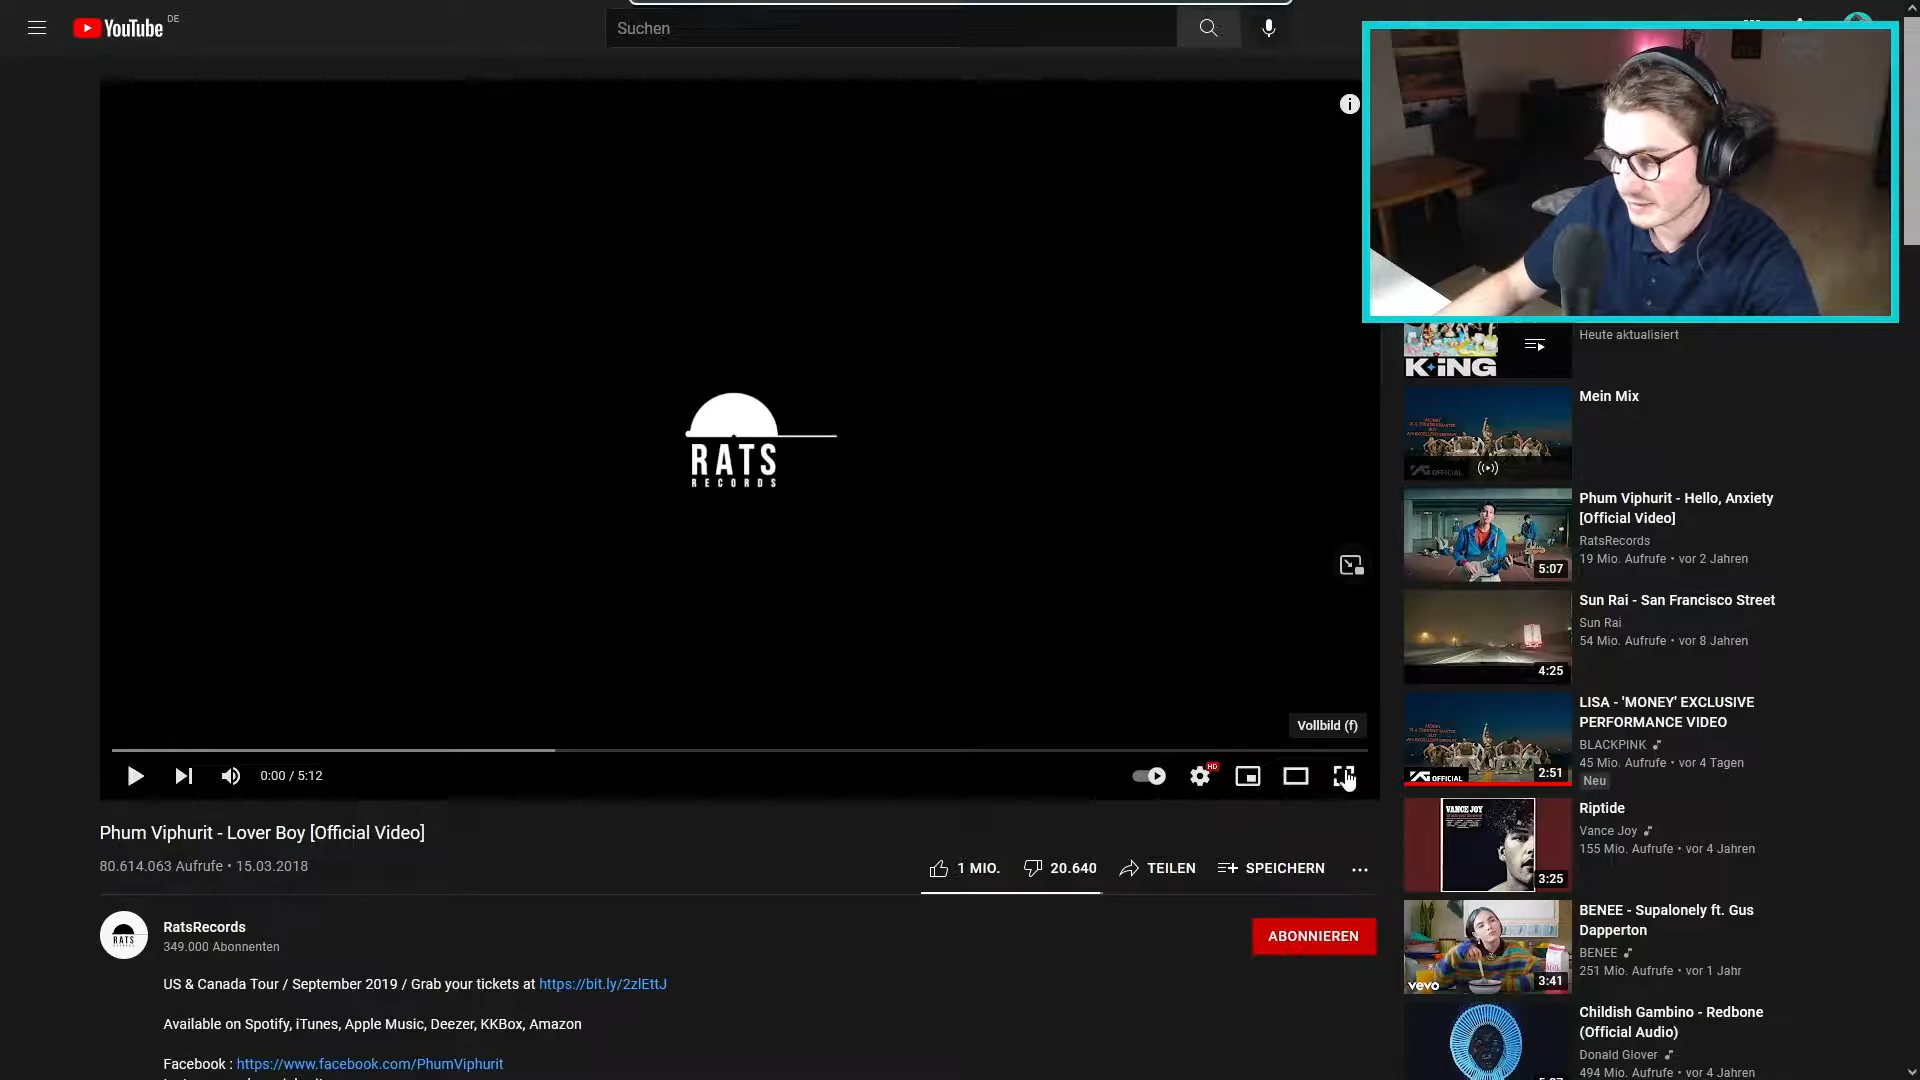 YouTube DE
Suchen
RATS
RECORDS
Vollbild (f)
0:00 / 5:12
HD
Phum Viphurit - Lover Boy [Official Video]
80.614.063 Aufrufe • 15.03.2018
1 MIO.
20.640
TEILEN
SPEICHERN
RATS
RatsRecords
349.000 Abonnenten
ABONNIEREN
US & Canada Tour / September 2019 / Grab your tickets at https://bit.ly/2zlEttJ
Available on Spotify, iTunes, Apple Music, Deezer, KKBox, Amazon
Facebook : https://www.facebook.com/PhumViphurit
Heute aktualisiert
KING
Mein Mix
OFFICIAL
Phum Viphurit - Hello, Anxiety
[Official Video]
RatsRecords
19 Mio. Aufrufe • vor 2 Jahren
5:07
Sun Rai - San Francisco Street
Sun Rai
54 Mio. Aufrufe • vor 8 Jahren
4:25
LISA - 'MONEY' EXCLUSIVE
PERFORMANCE VIDEO
BLACKPINK
45 Mio. Aufrufe • vor 4 Tagen
Neu
OFFICIAL
2:51
Riptide
Vance Joy
155 Mio. Aufrufe • vor 4 Jahren
VANCE JOY
3:25
BENEE - Supalonely ft. Gus
Dapperton
BENEE
251 Mio. Aufrufe • vor 1 Jahr
vevo
3:41
Childish Gambino - Redbone
(Official Audio)
Donald Glover
494 Mio. Aufrufe • vor 4 Jahren